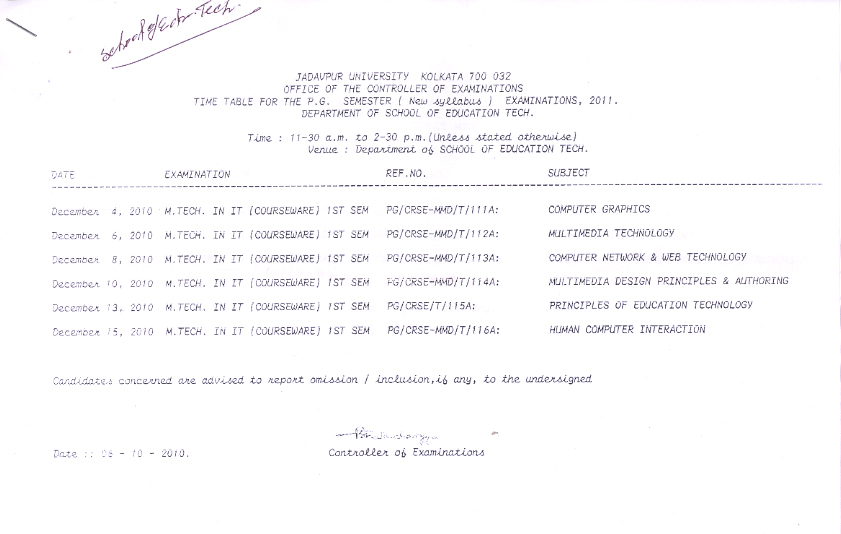 School of Edn. Tech.
JADAVPUR UNIVERSITY KOLKATA 700 032
OFFICE OF THE CONTROLLER OF EXAMINATIONS
TIME TABLE FOR THE P.G. SEMESTER ( New syllabus ) EXAMINATIONS, 2011.
DEPARTMENT OF SCHOOL OF EDUCATION TECH.
Time : 11-30 a.m. to 2-30 p.m.(Unless stated otherwise)
Venue : Department of SCHOOL OF EDUCATION TECH.
DATE EXAMINATION REF.NO. SUBJECT
December 4, 2010 M.TECH. IN IT (COURSEWARE) 1ST SEM PG/CRSE-MMD/T/111A: COMPUTER GRAPHICS
December 6, 2010 M.TECH. IN IT (COURSEWARE) 1ST SEM PG/CRSE-MMD/T/112A: MULTIMEDIA TECHNOLOGY
December 8, 2010 M.TECH. IN IT (COURSEWARE) 1ST SEM PG/CRSE-MMD/T/113A: COMPUTER NETWORK & WEB TECHNOLOGY
December 10, 2010 M.TECH. IN IT (COURSEWARE) 1ST SEM PG/CRSE-MMD/T/114A: MULTIMEDIA DESIGN PRINCIPLES & AUTHORING
December 13, 2010 M.TECH. IN IT (COURSEWARE) 1ST SEM PG/CRSE/T/115A: PRINCIPLES OF EDUCATION TECHNOLOGY
December 15, 2010 M.TECH. IN IT (COURSEWARE) 1ST SEM PG/CRSE-MMD/T/116A: HUMAN COMPUTER INTERACTION
Candidates concerned are advised to report omission / inclusion,if any, to the undersigned
Date :: 06 - 10 - 2010.
Controller of Examinations